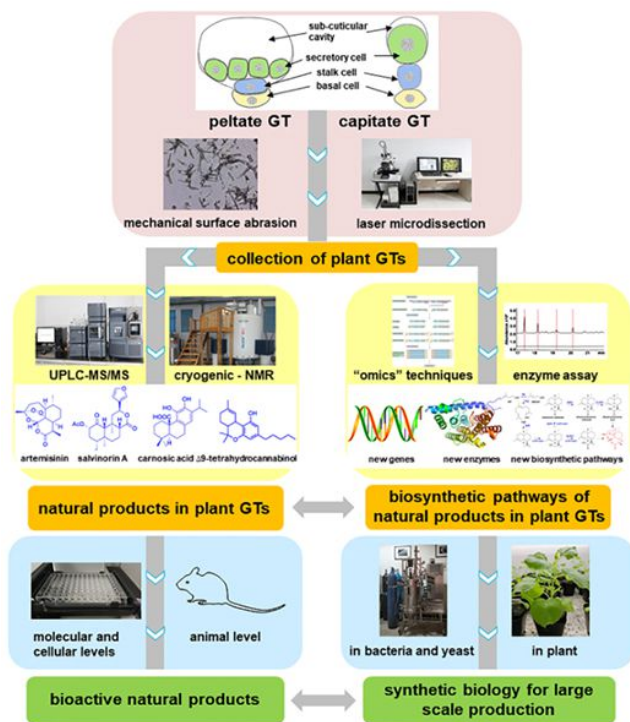 sub-cuticular
cavity
secretory cell
stalk cell
basal cell
peltate GT
capitate GT
mechanical surface abrasion
laser microdissection
collection of plant GTs
UPLC-MS/MS
cryogenic - NMR
"omics" techniques
enzyme assay
artemisinin
salvinorin A
carnosic acid
Δ9-tetrahydrocannabinol
new genes
new enzymes
new biosynthetic pathways
natural products in plant GTs
biosynthetic pathways of
natural products in plant GTs
molecular and
cellular levels
animal level
in bacteria and yeast
in plant
bioactive natural products
synthetic biology for large
scale production